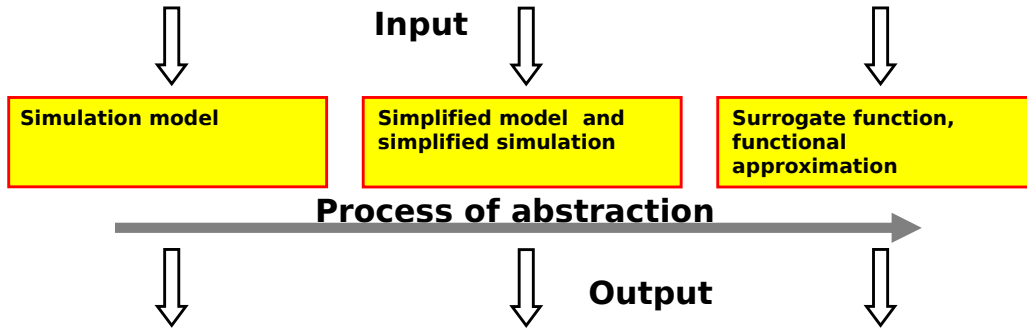 Input
Simulation model
Simplified model and
simplified simulation
Surrogate function,
functional
approximation
Process of abstraction
Output